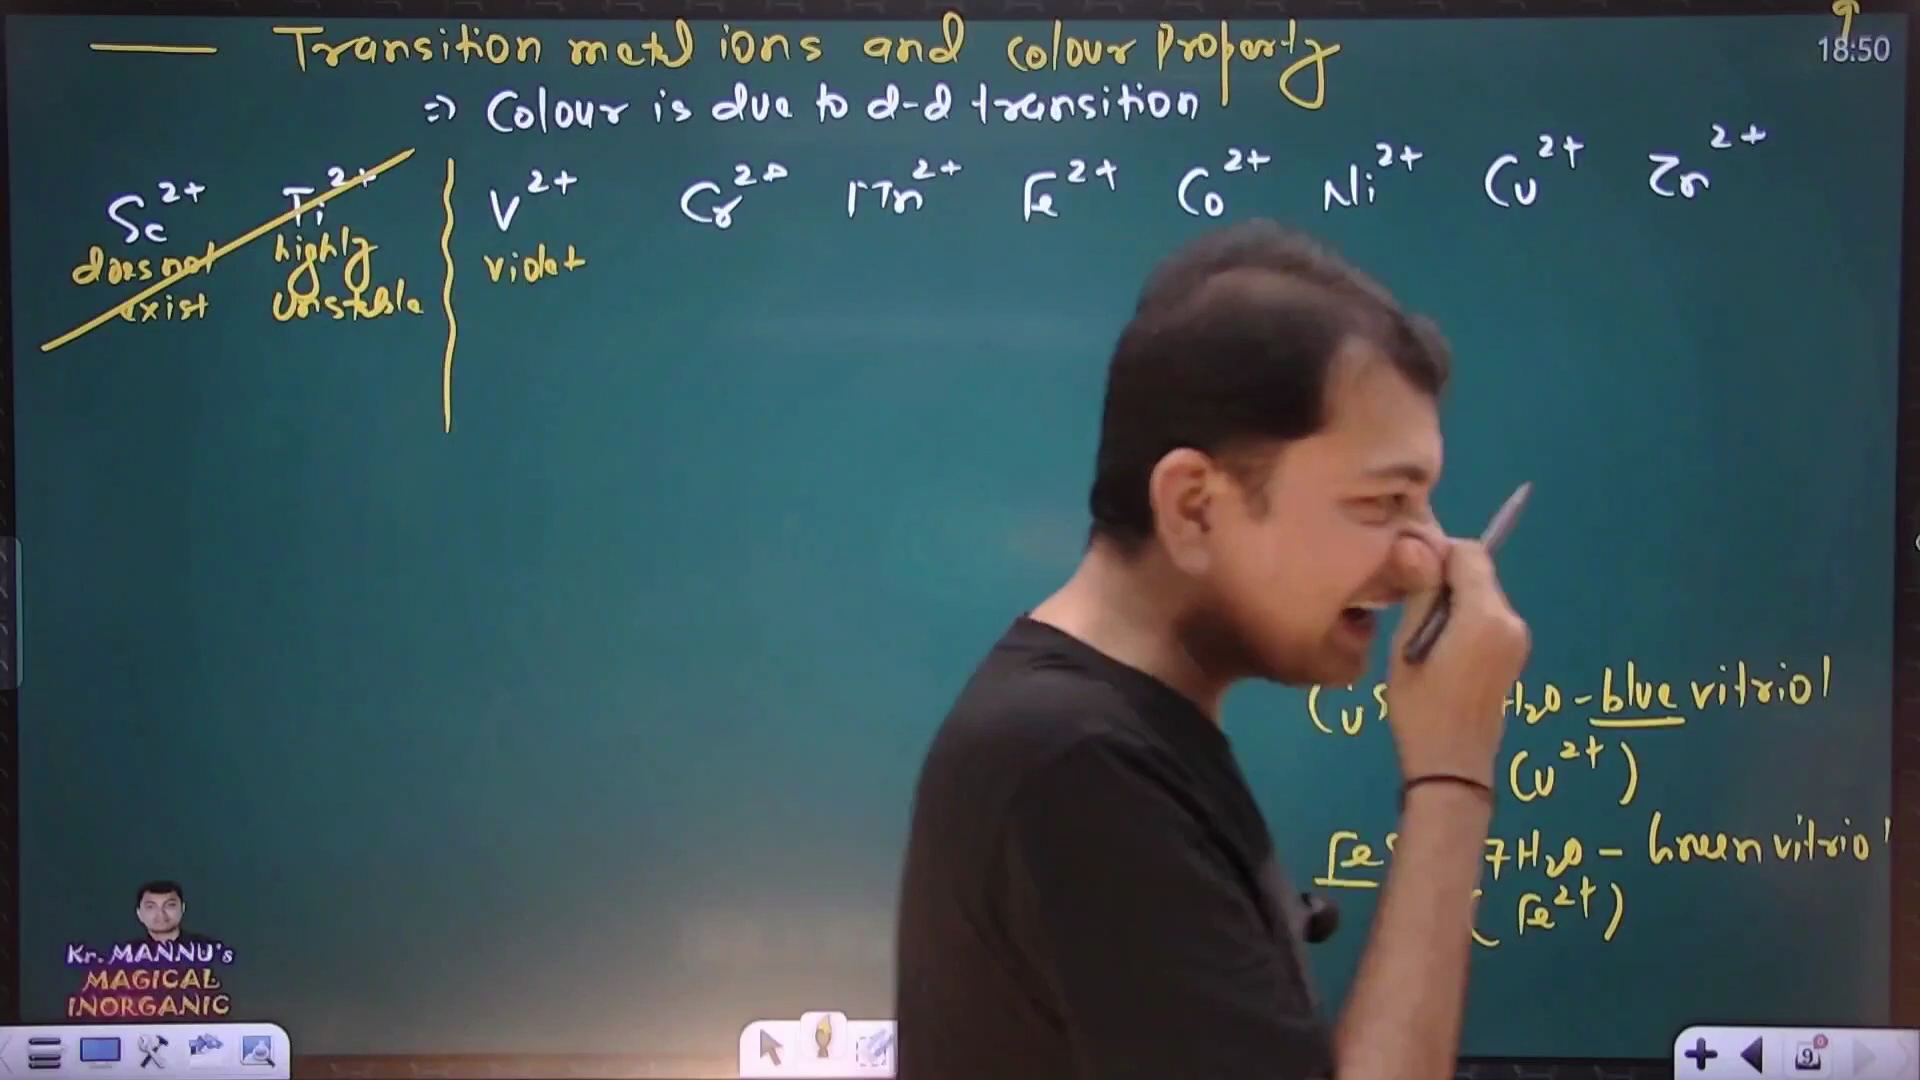 Transition metal ions and colour Property
18:50
=) Colour is due to d-d transition
Sc2+ Ti2+ V2+ Cr2+ Mn2+ Fe2+ Co2+ Ni2+ Cu2+ Zn2+
does not exist
highly unstable
violet
H2O - blue vitriol
Cu2+)
Fe 7H2O - Green vitriol
( Fe2+)
Kr. MANNU's
MAGICAL
INORGANIC
9